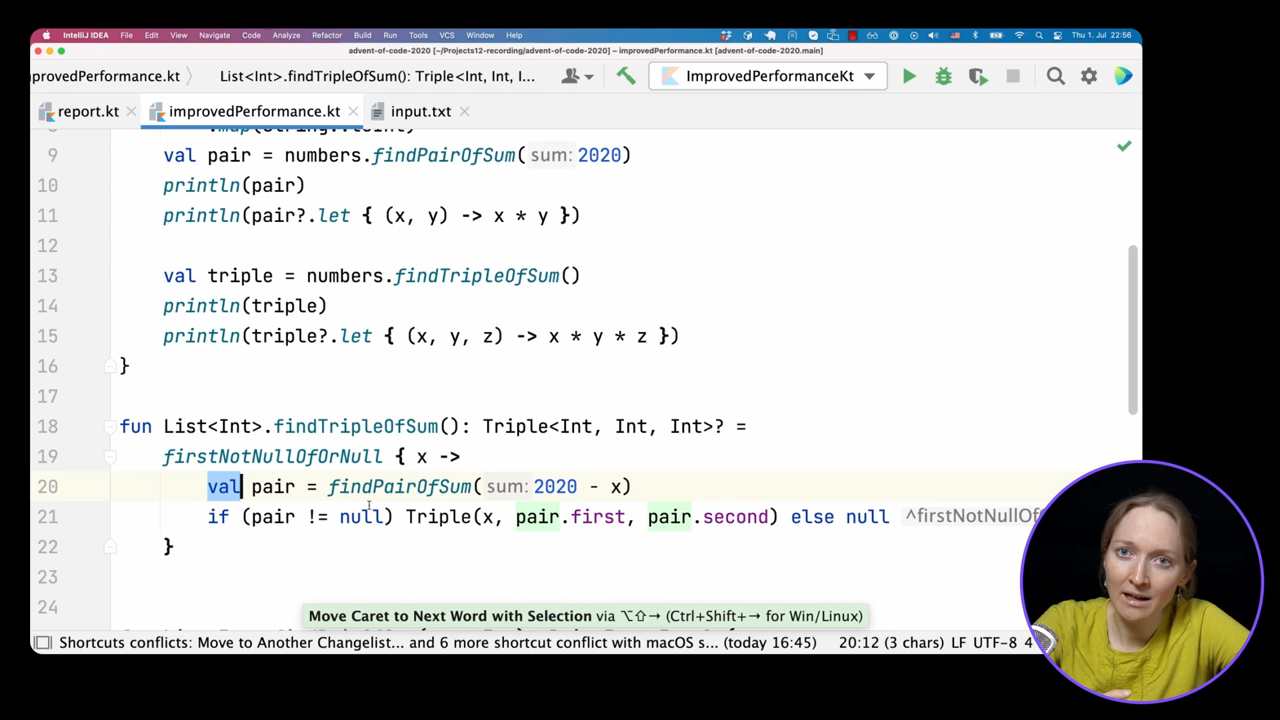 IntelliJ IDEA File Edit View Navigate Code Analyze Refactor Build Run Tools VCS Window Help Thu 1. Jul 22:56
advent-of-code-2020 [~/Projects12-recording/advent-of-code-2020] – improvedPerformance.kt [advent-of-code-2020.main]
nprovedPerformance.kt List<Int>.findTripleOfSum(): Triple<Int, Int, I... ImprovedPerformanceKt
report.kt improvedPerformance.kt input.txt
9 val pair = numbers.findPairOfSum( sum: 2020)
10 println(pair)
11 println(pair?.let { (x, y) -> x * y })
12
13 val triple = numbers.findTripleOfSum()
14 println(triple)
15 println(triple?.let { (x, y, z) -> x * y * z })
16 }
17
18 fun List<Int>.findTripleOfSum(): Triple<Int, Int, Int>? =
19 firstNotNullOfOrNull { x ->
20 val pair = findPairOfSum( sum: 2020 - x)
21 if (pair != null) Triple(x, pair.first, pair.second) else null ^firstNotNullOf
22 }
23
24
Move Caret to Next Word with Selection via ⌥⇧→ (Ctrl+Shift+→ for Win/Linux)
Shortcuts conflicts: Move to Another Changelist... and 6 more shortcut conflict with macOS s... (today 16:45) 20:12 (3 chars) LF UTF-8 4